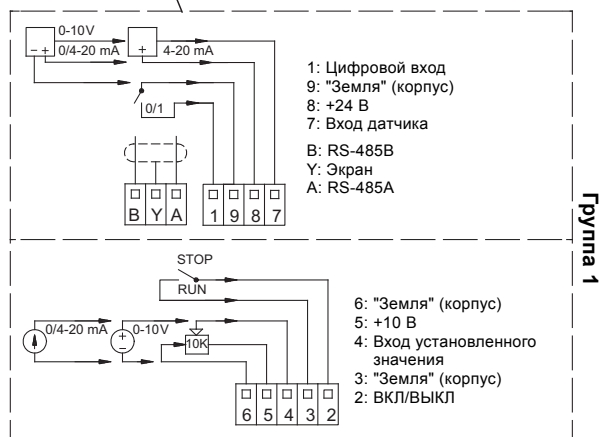 0-10V
- +
0/4-20 mA
+
4-20 mA
0/1
1: Цифровой вход
9: "Земля" (корпус)
8: +24 В
7: Вход датчика
B: RS-485B
Y: Экран
A: RS-485A
B Y A
1 9 8 7
Группа 1
STOP
RUN
0/4-20 mA
+
-
0-10V
10K
6: "Земля" (корпус)
5: +10 В
4: Вход установленного
значения
3: "Земля" (корпус)
2: ВКЛ/ВЫКЛ
6 5 4 3 2